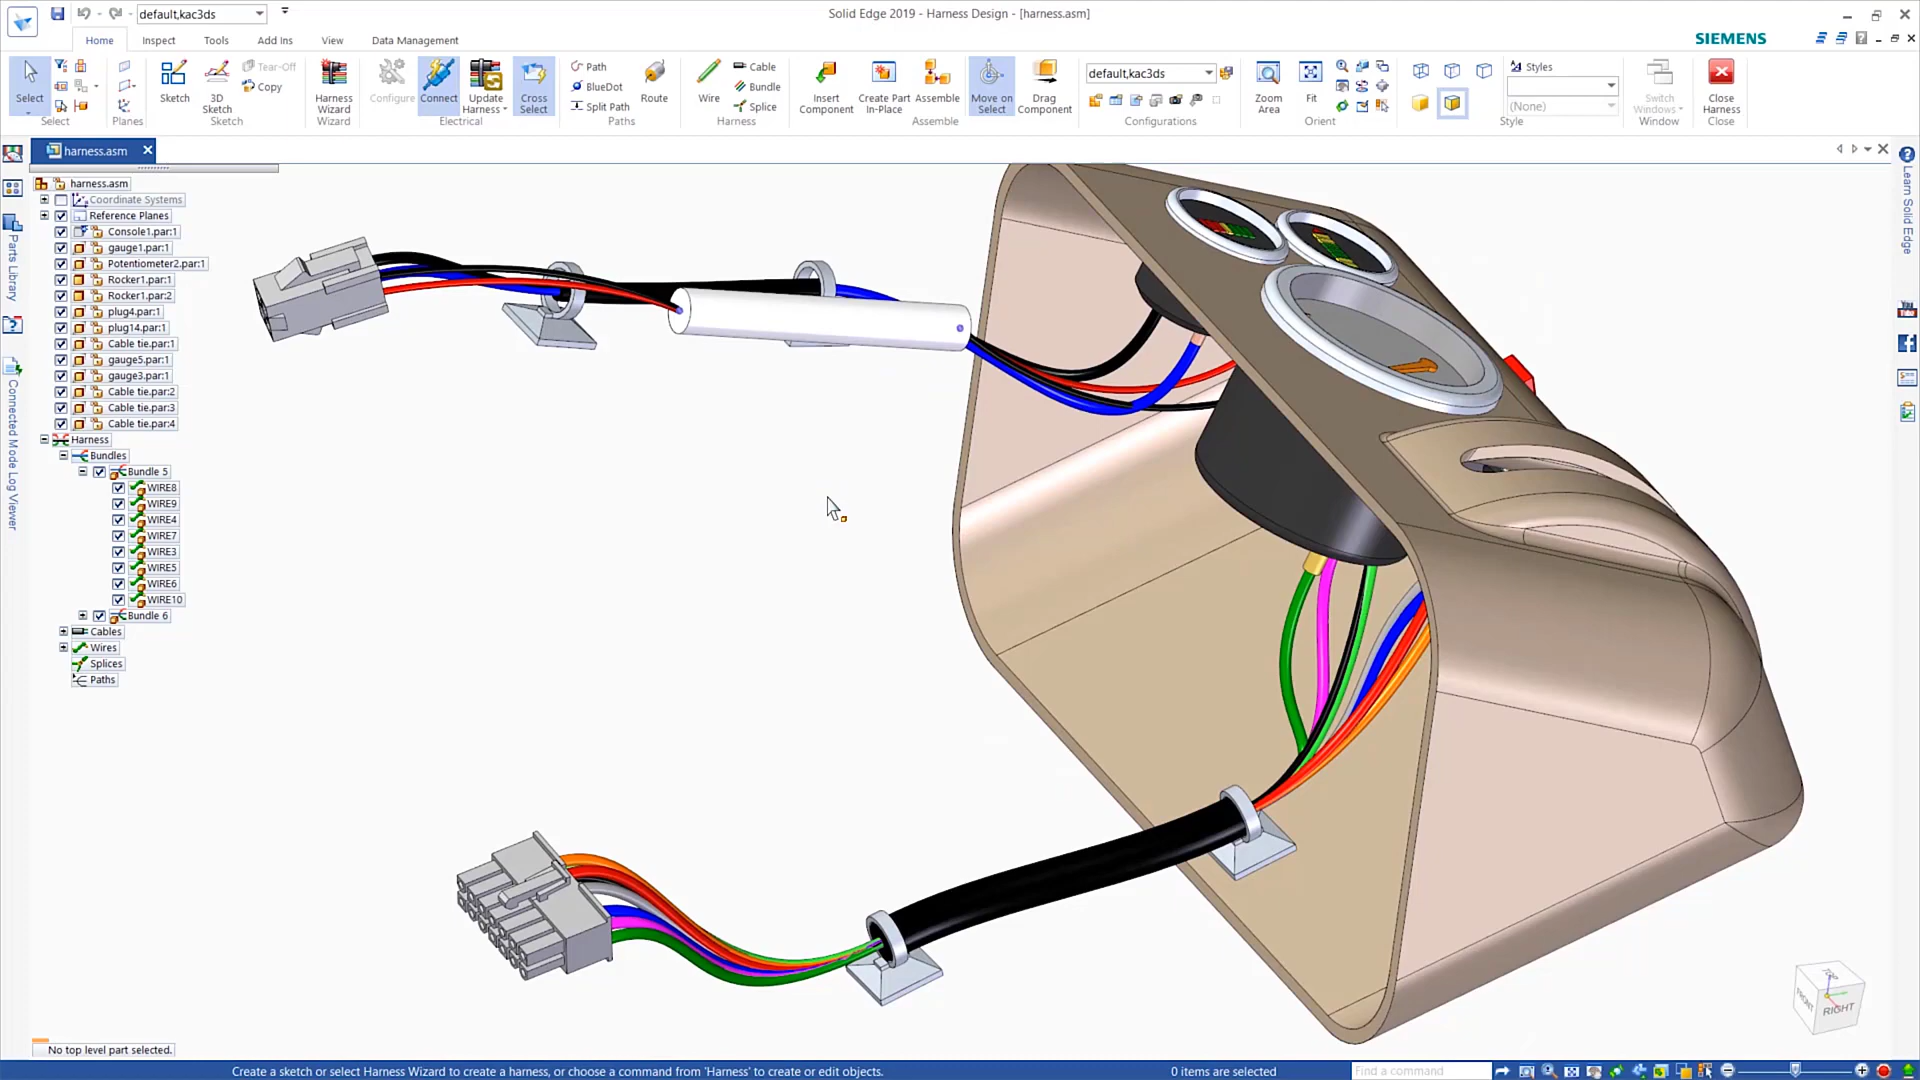 default,kac3ds
Solid Edge 2019 - Harness Design - [harness.asm]
Home
Inspect
Tools
Add Ins
View
Data Management
SIEMENS
Select
Select
Planes
Sketch
3D Sketch
Tear-Off
Copy
Sketch
Harness Wizard
Configure
Connect
Update Harness
Cross Select
Electrical
Path
BlueDot
Split Path
Route
Paths
Wire
Cable
Bundle
Splice
Harness
Insert Component
Create Part In-Place
Assemble
Move on Select
Drag Component
Assemble
default,kac3ds
Configurations
Zoom Area
Fit
Orient
Styles
(None)
Style
Switch Windows
Window
Close Harness
Close
harness.asm
Parts Library
Connected Mode Log Viewer
Learn Solid Edge
harness.asm
Coordinate Systems
Reference Planes
Console1.par:1
gauge1.par:1
Potentiometer2.par:1
Rocker1.par:1
Rocker1.par:2
plug4.par:1
plug14.par:1
Cable tie.par:1
gauge5.par:1
gauge3.par:1
Cable tie.par:2
Cable tie.par:3
Cable tie.par:4
Harness
Bundles
Bundle 5
WIRE8
WIRE9
WIRE4
WIRE7
WIRE3
WIRE5
WIRE6
WIRE10
Bundle 6
Cables
Wires
Splices
Paths
TOP
FRONT
RIGHT
No top level part selected.
Create a sketch or select Harness Wizard to create a harness, or choose a command from 'Harness' to create or edit objects.
0 items are selected
Find a command